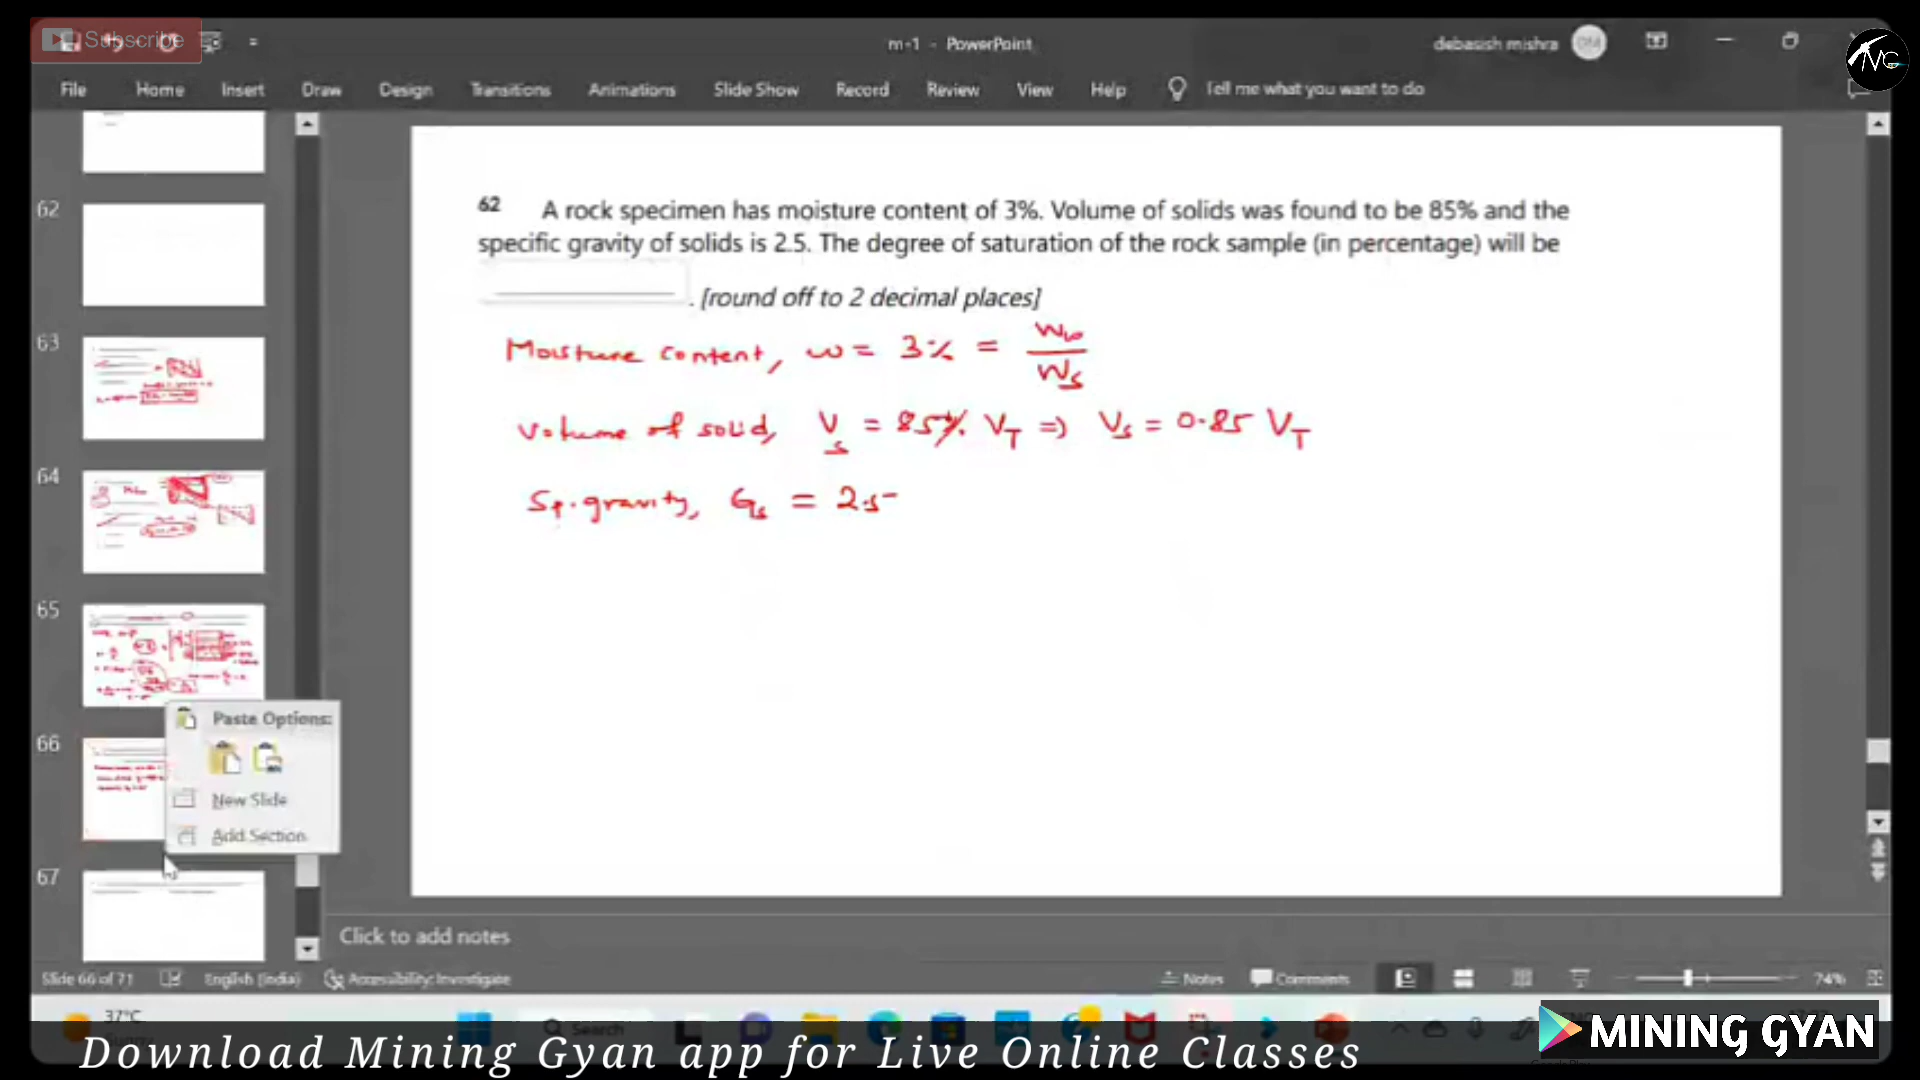 Subscribe
m-1 - PowerPoint
debasish mishra
DM
NG
File Home Insert Draw Design Transitions Animations Slide Show Record Review View Help Tell me what you want to do
62
63
64
65
66
67
62 A rock specimen has moisture content of 3%. Volume of solids was found to be 85% and the
specific gravity of solids is 2.5. The degree of saturation of the rock sample (in percentage) will be
. [round off to 2 decimal places]
Moisture content, w = 3% = Ww/Ws
Volume of solid, Vs = 85% VT => Vs = 0.85 VT
Sp. gravity, Gs = 2.5
Paste Options:
New Slide
Add Section
Click to add notes
Slide 66 of 71 English (India) Accessibility: Investigate Notes Comments 74%
37°C
Search
MINING GYAN
Download Mining Gyan app for Live Online Classes